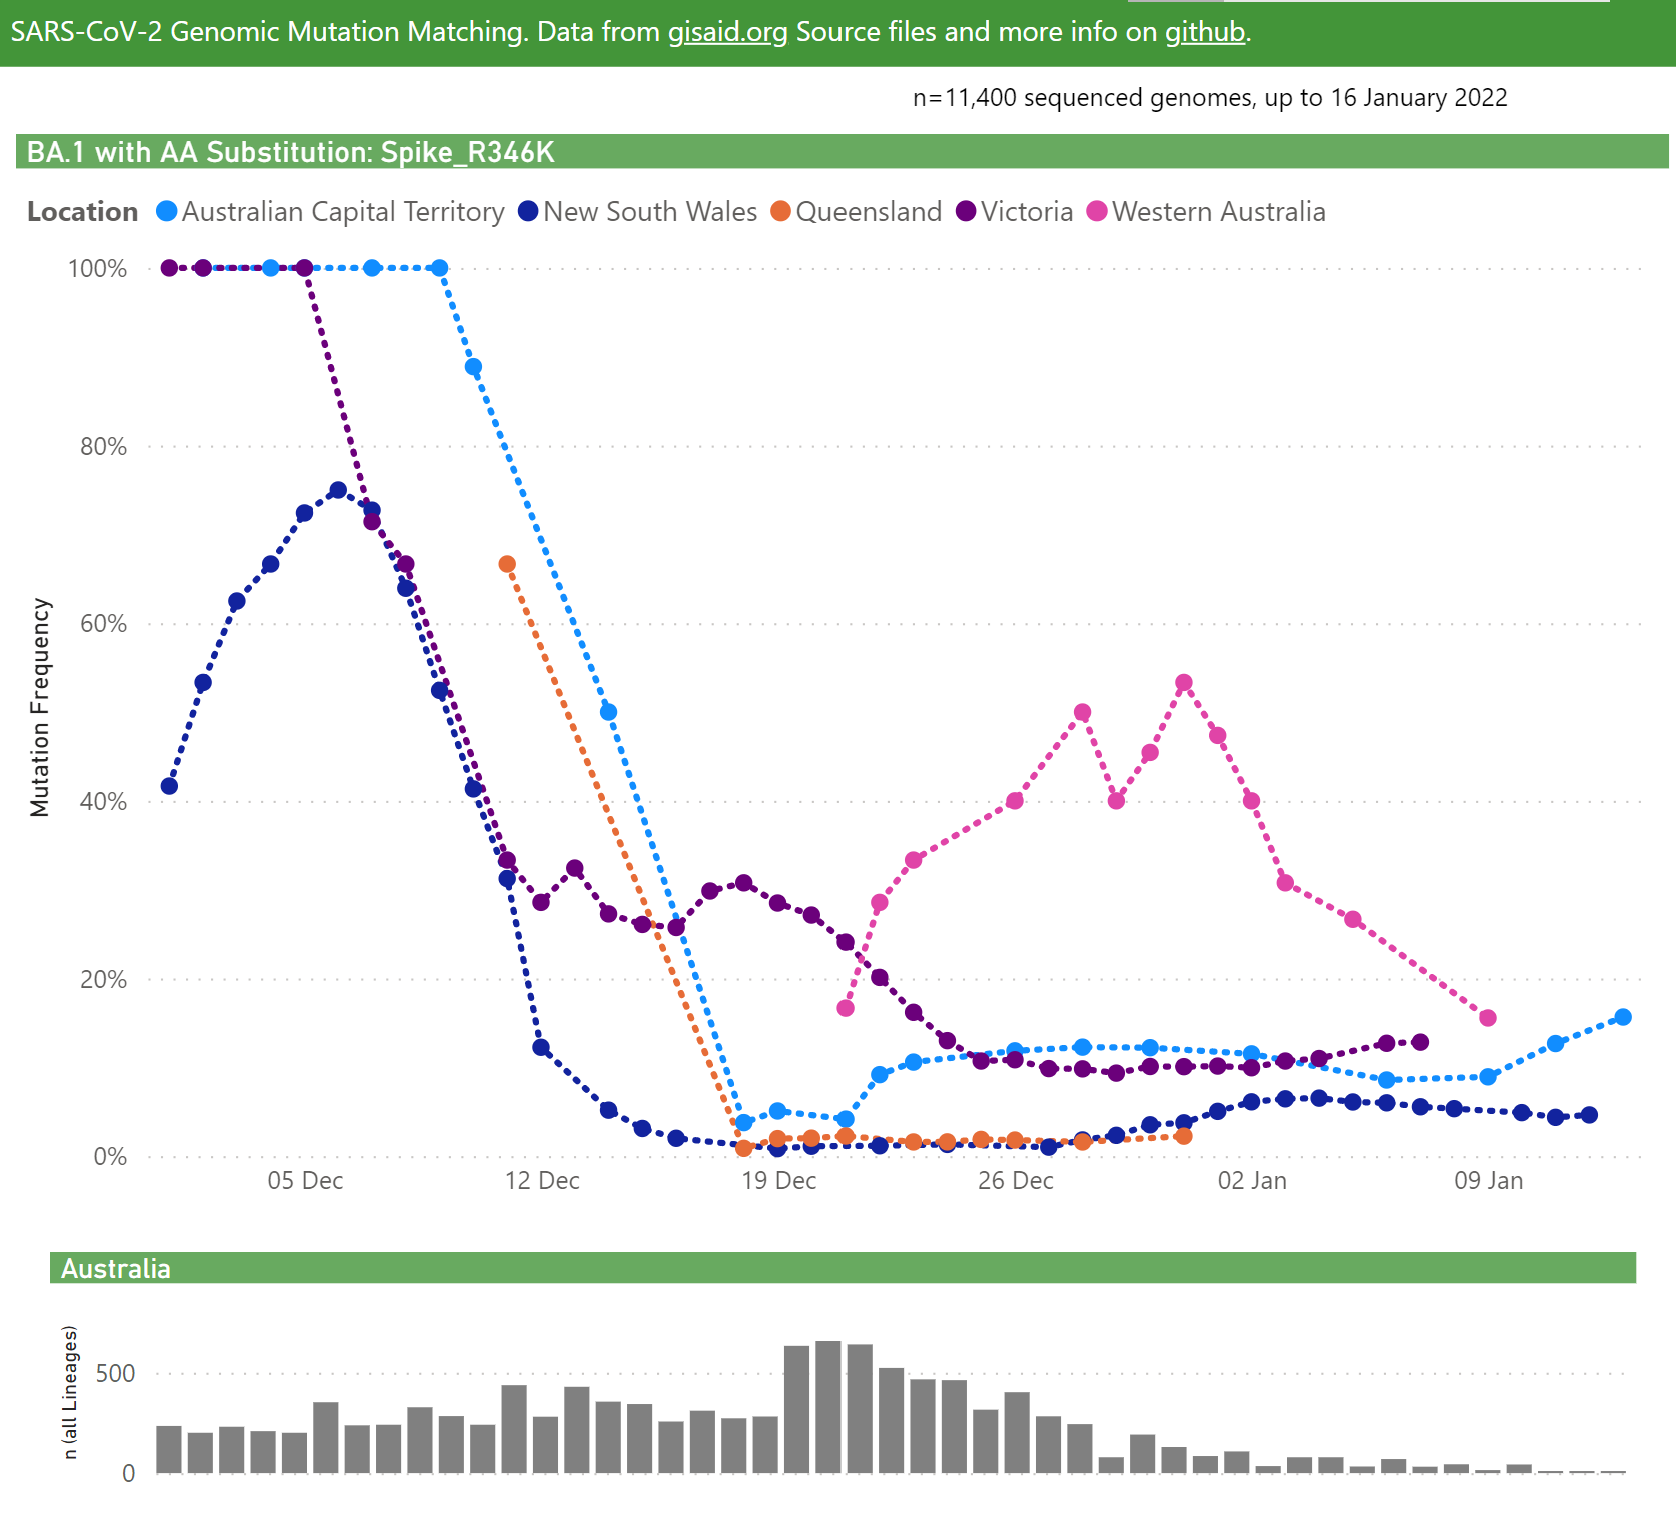 SARS-CoV-2 Genomic Mutation Matching. Data from gisaid.org Source files and more info on github.
n=11,400 sequenced genomes, up to 16 January 2022
BA.1 with AA Substitution: Spike_R346K
Location Australian Capital Territory New South Wales Queensland Victoria Western Australia
100%
80%
60%
40%
20%
0%
Mutation Frequency
05 Dec 12 Dec 19 Dec 26 Dec 02 Jan 09 Jan
Australia
n (all Lineages)
500
0